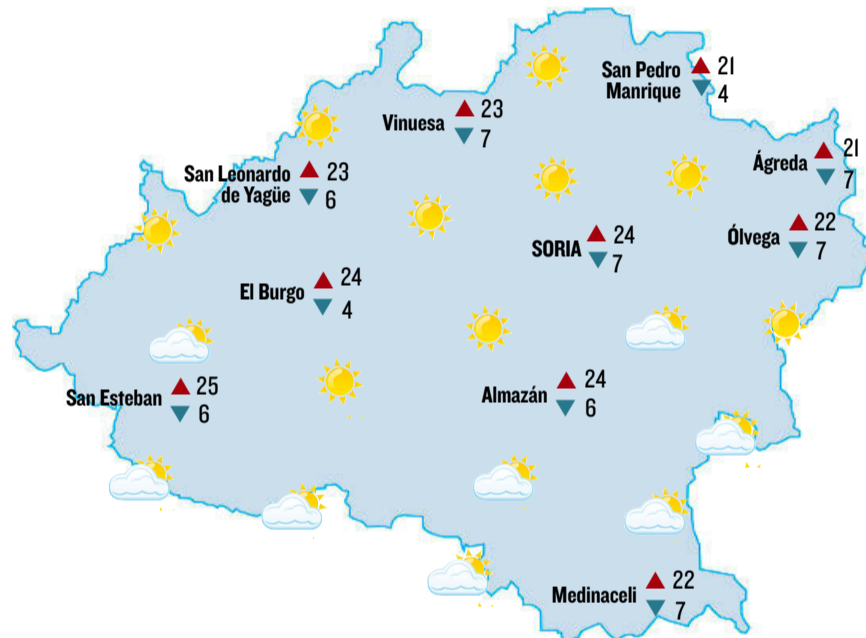 San Pedro
Manrique
21
4
Vinuesa
23
7
Ágreda
21
7
San Leonardo
de Yagüe
23
6
Ólvega
22
7
SORIA
24
7
El Burgo
24
4
San Esteban
25
6
Almazán
24
6
Medinaceli
22
7